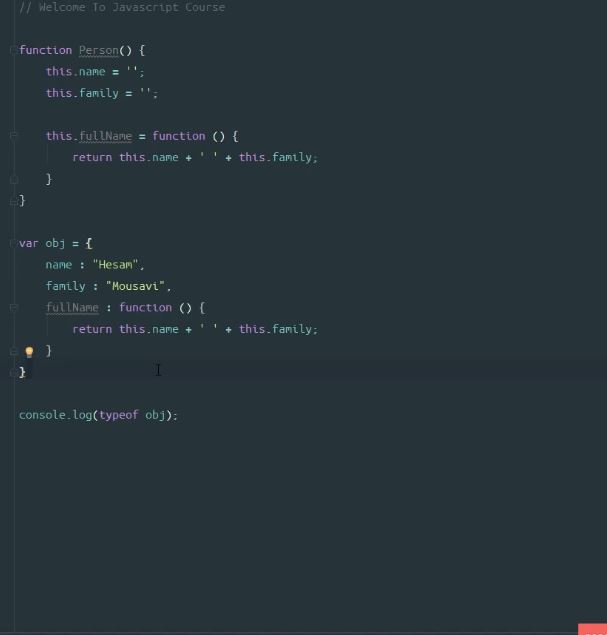 // Welcome To Javascript Course
function Person() {
this.name = '';
this.family = '';
this.fullName = function () {
return this.name + ' ' + this.family;
}
}
var obj = {
name : "Hesam",
family : "Mousavi",
fullName : function () {
return this.name + ' ' + this.family;
}
}
console.log(typeof obj);